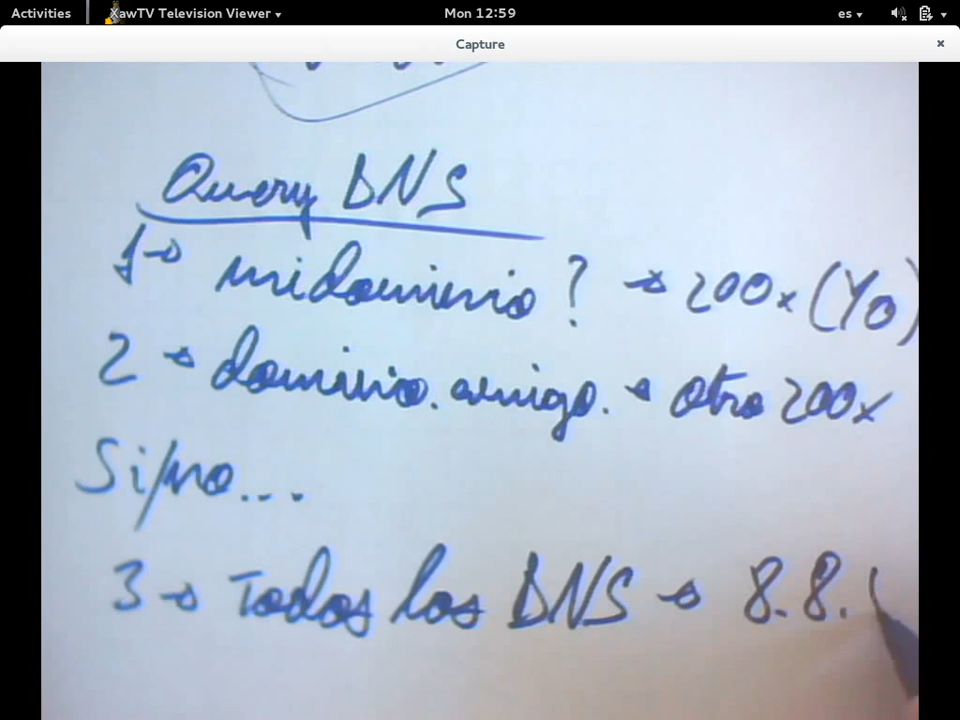 Activities XawTV Television Viewer Mon 12:59 es
Capture
Query DNS
1→ midominio? → 200x (Yo)
2 → dominio.amigo. → otro 200x
Si/no...
3 → Todos los DNS → 8.8.